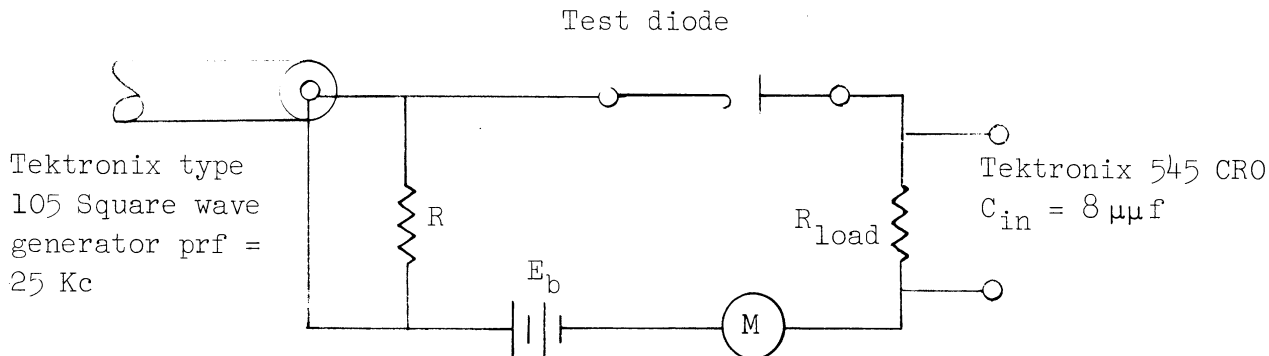 Test diode
Tektronix type
105 Square wave
generator prf =
25 Kc
R
E_b
M
R_load
Tektronix 545 CRO
C_in = 8 μμf